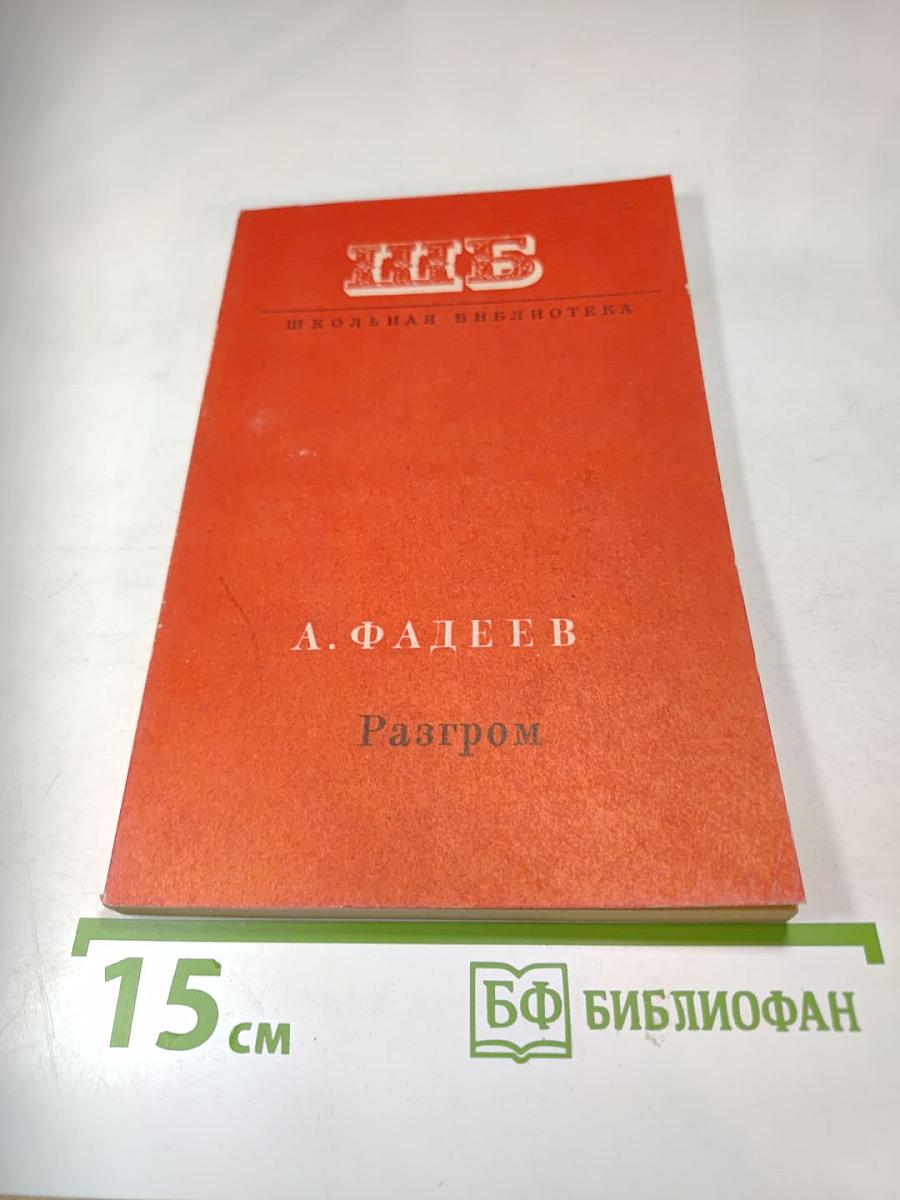 ШБ
ШКОЛЬНАЯ БИБЛИОТЕКА
А. ФАДЕЕВ
Разгром
15 см
БФ БИБЛИОФАН